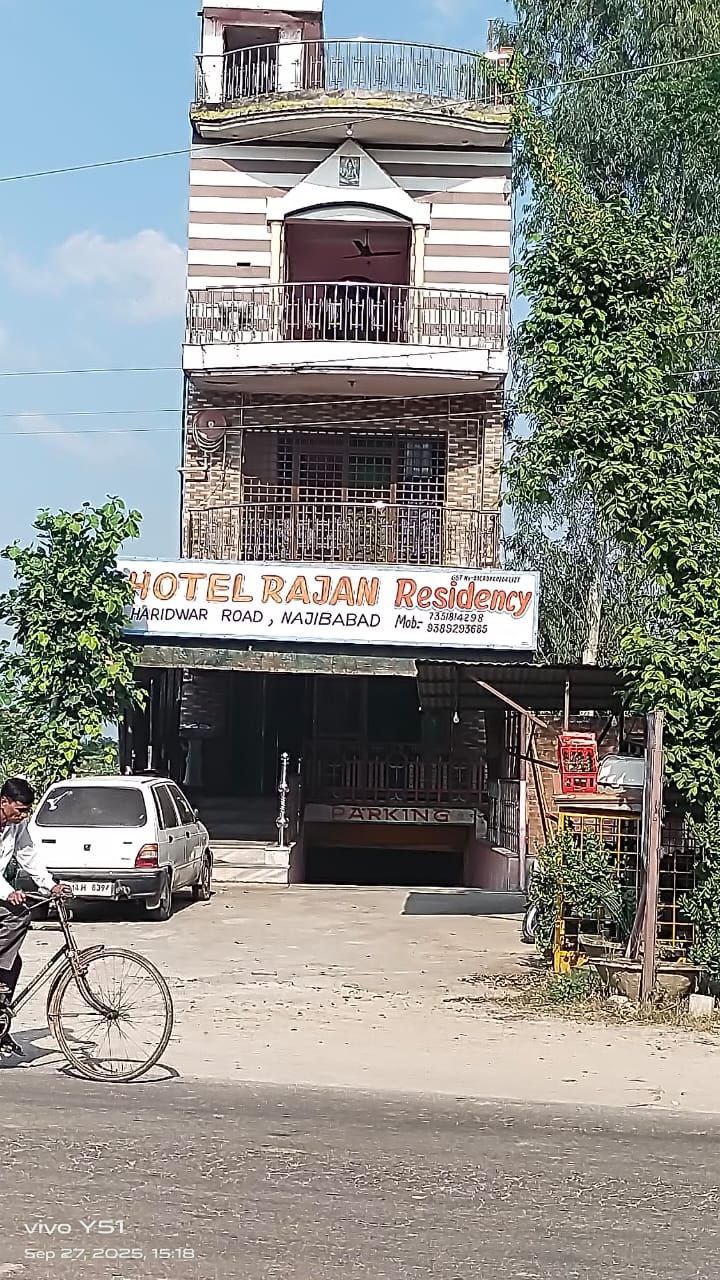 HOTEL RAJAN Residency
HARIDWAR ROAD, NAJIBABAD Mob:- 7351814298
9389293685
PARKING
vivo Y51
Sep 27, 2025, 15:18